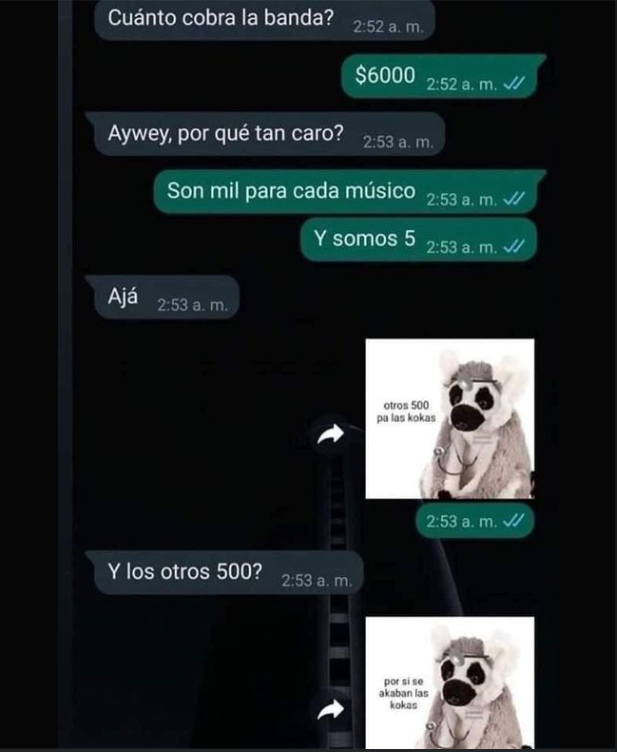 Cuánto cobra la banda? 2:52 a. m.
$6000 2:52 a. m.
Aywey, por qué tan caro? 2:53 a. m.
Son mil para cada músico 2:53 a. m.
Y somos 5 2:53 a. m.
Ajá 2:53 a. m.
otros 500
pa las kokas
2:53 a. m.
Y los otros 500? 2:53 a. m.
por si se
akaban las
kokas